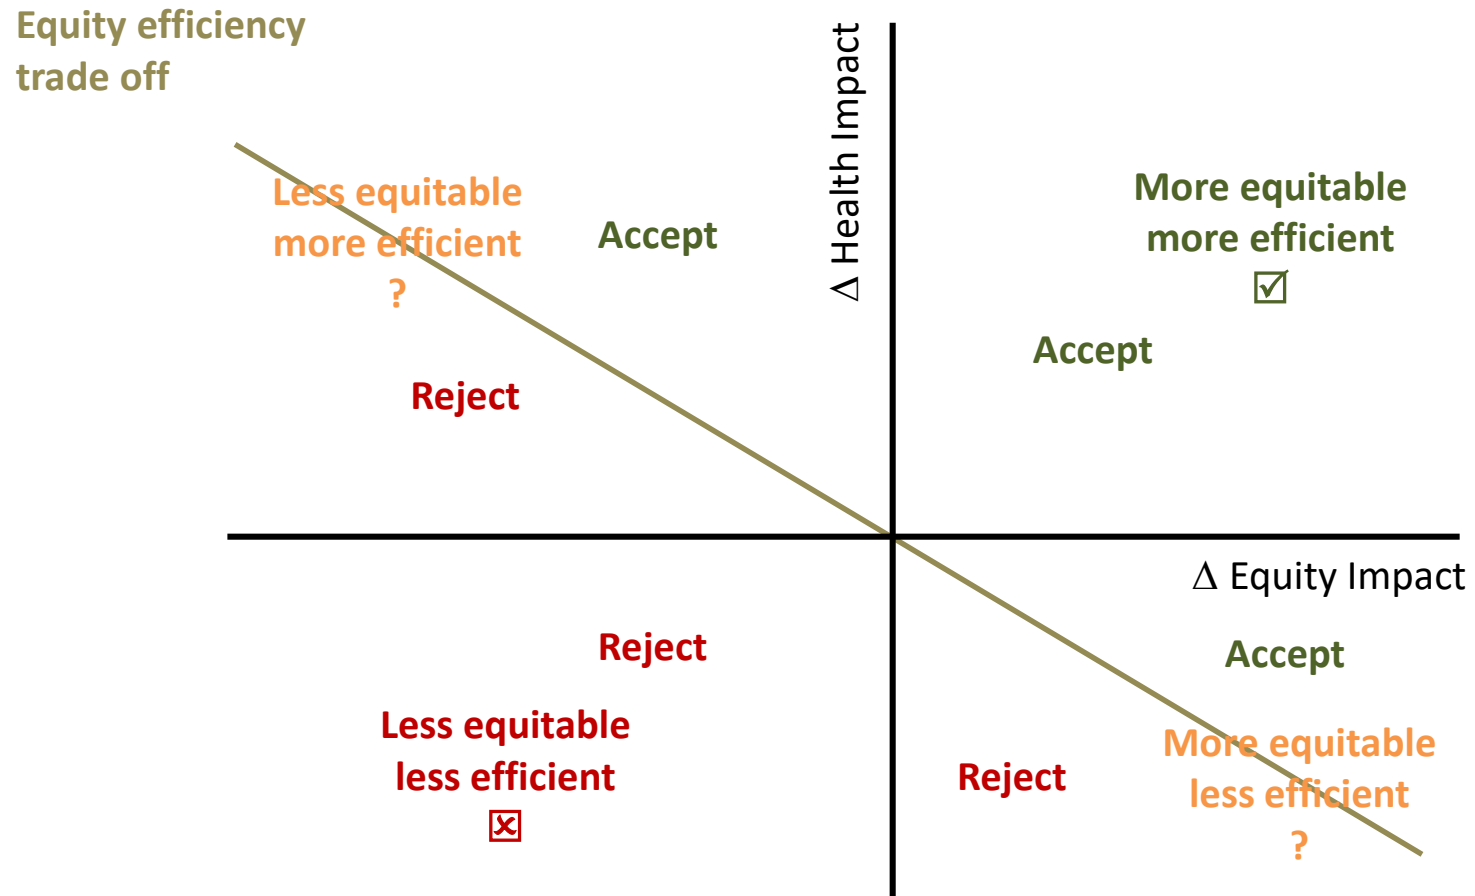 Equity efficiency
trade off
Δ Health Impact
Less equitable
more efficient
?
Accept
More equitable
more efficient
☑
Accept
Reject
Δ Equity Impact
Reject
Accept
Less equitable
less efficient
☒
Reject
More equitable
less efficient
?